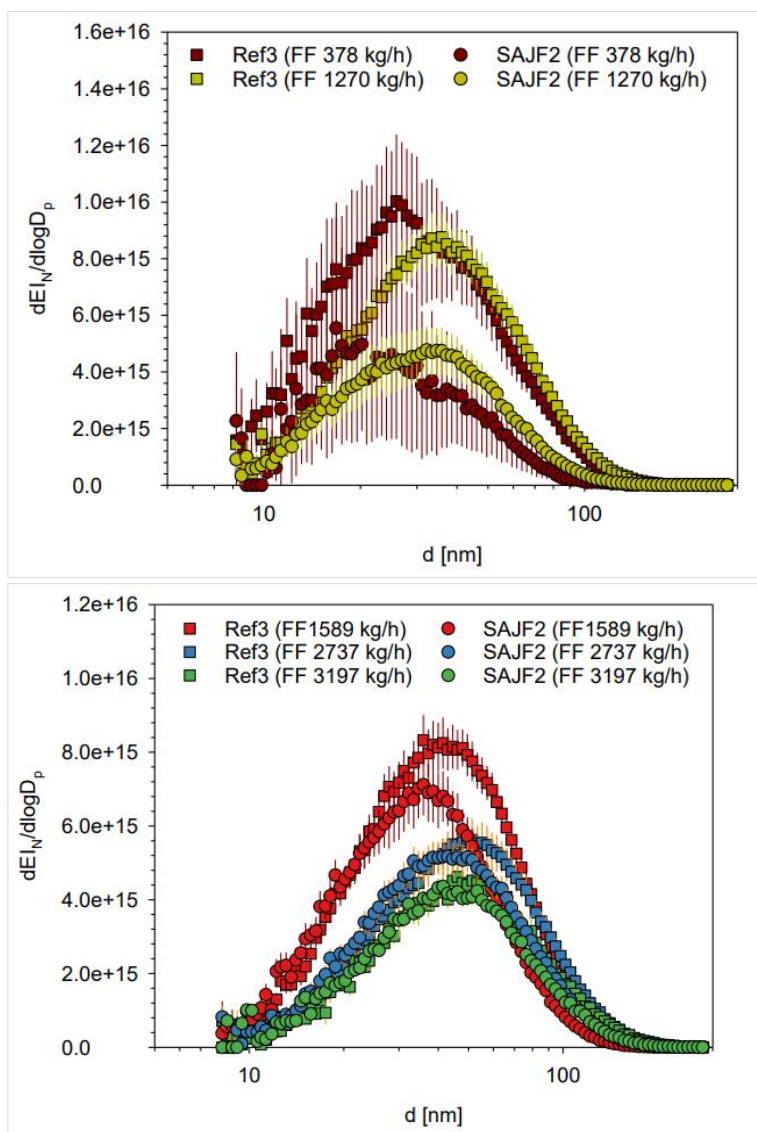 1.6e+16
Ref3 (FF 378 kg/h) SAJF2 (FF 378 kg/h)
Ref3 (FF 1270 kg/h) SAJF2 (FF 1270 kg/h)
1.4e+16
1.2e+16
1.0e+16
8.0e+15
6.0e+15
4.0e+15
2.0e+15
0.0
dEI_N/dlogD_p
10 100
d [nm]
1.2e+16
Ref3 (FF1589 kg/h) SAJF2 (FF1589 kg/h)
Ref3 (FF 2737 kg/h) SAJF2 (FF 2737 kg/h)
Ref3 (FF 3197 kg/h) SAJF2 (FF 3197 kg/h)
1.0e+16
8.0e+15
6.0e+15
4.0e+15
2.0e+15
0.0
dEI_N/dlogD_p
10 100
d [nm]